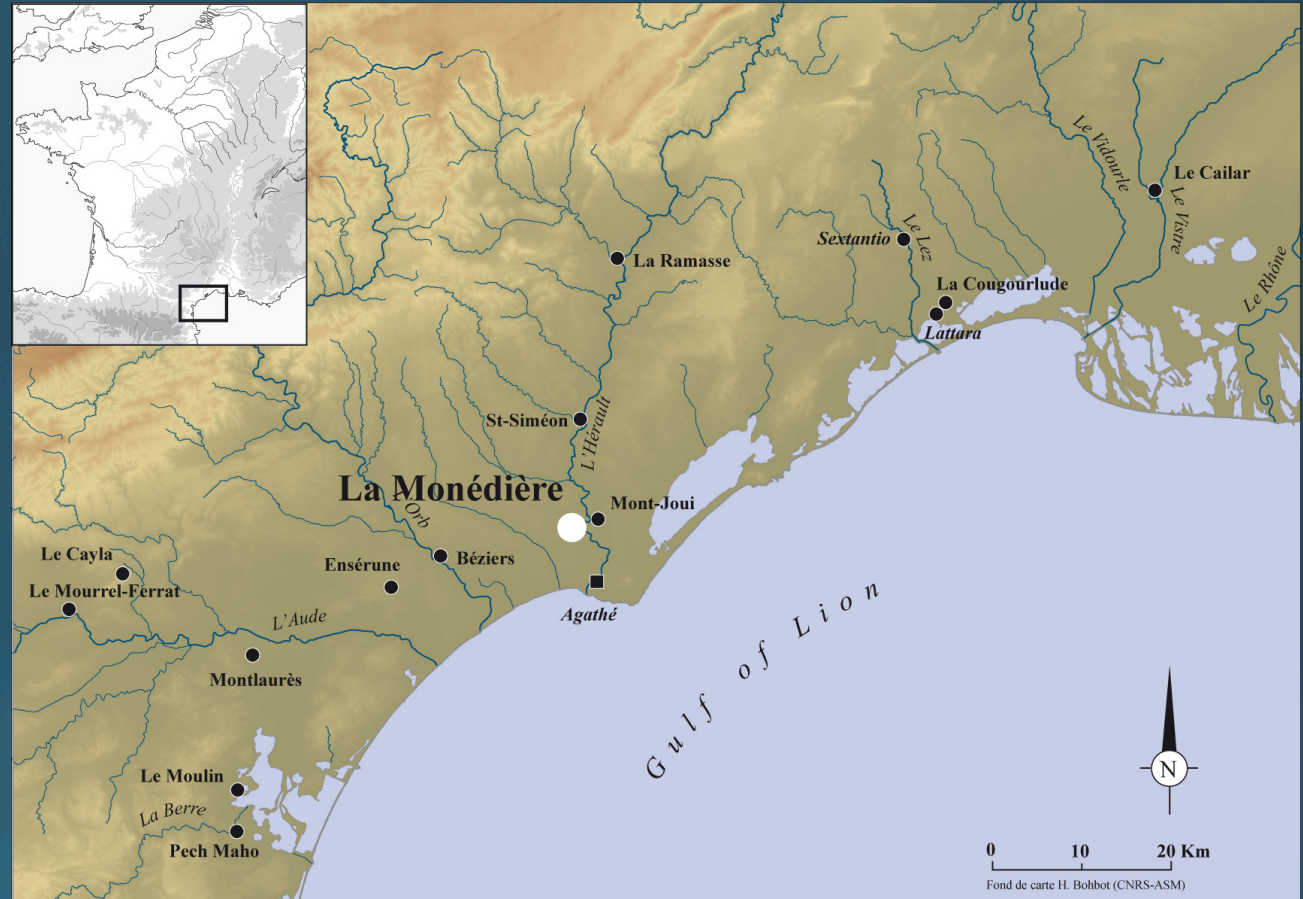 Le Vidourle
Le Cailar
Le Vistre
Sextantio
Le Lez
La Ramasse
La Cougourlude
Le Rhône
Lattara
St-Siméon
L'Hérault
La Monédière
L'Orb
Mont-Joui
Le Cayla
Ensérune
Béziers
Le Mourrel-Ferrat
L'Aude
Agathé
Gulf of Lion
Montlaurès
Le Moulin
La Berre
Pech Maho
N
0 10 20 Km
Fond de carte H. Bohbot (CNRS-ASM)